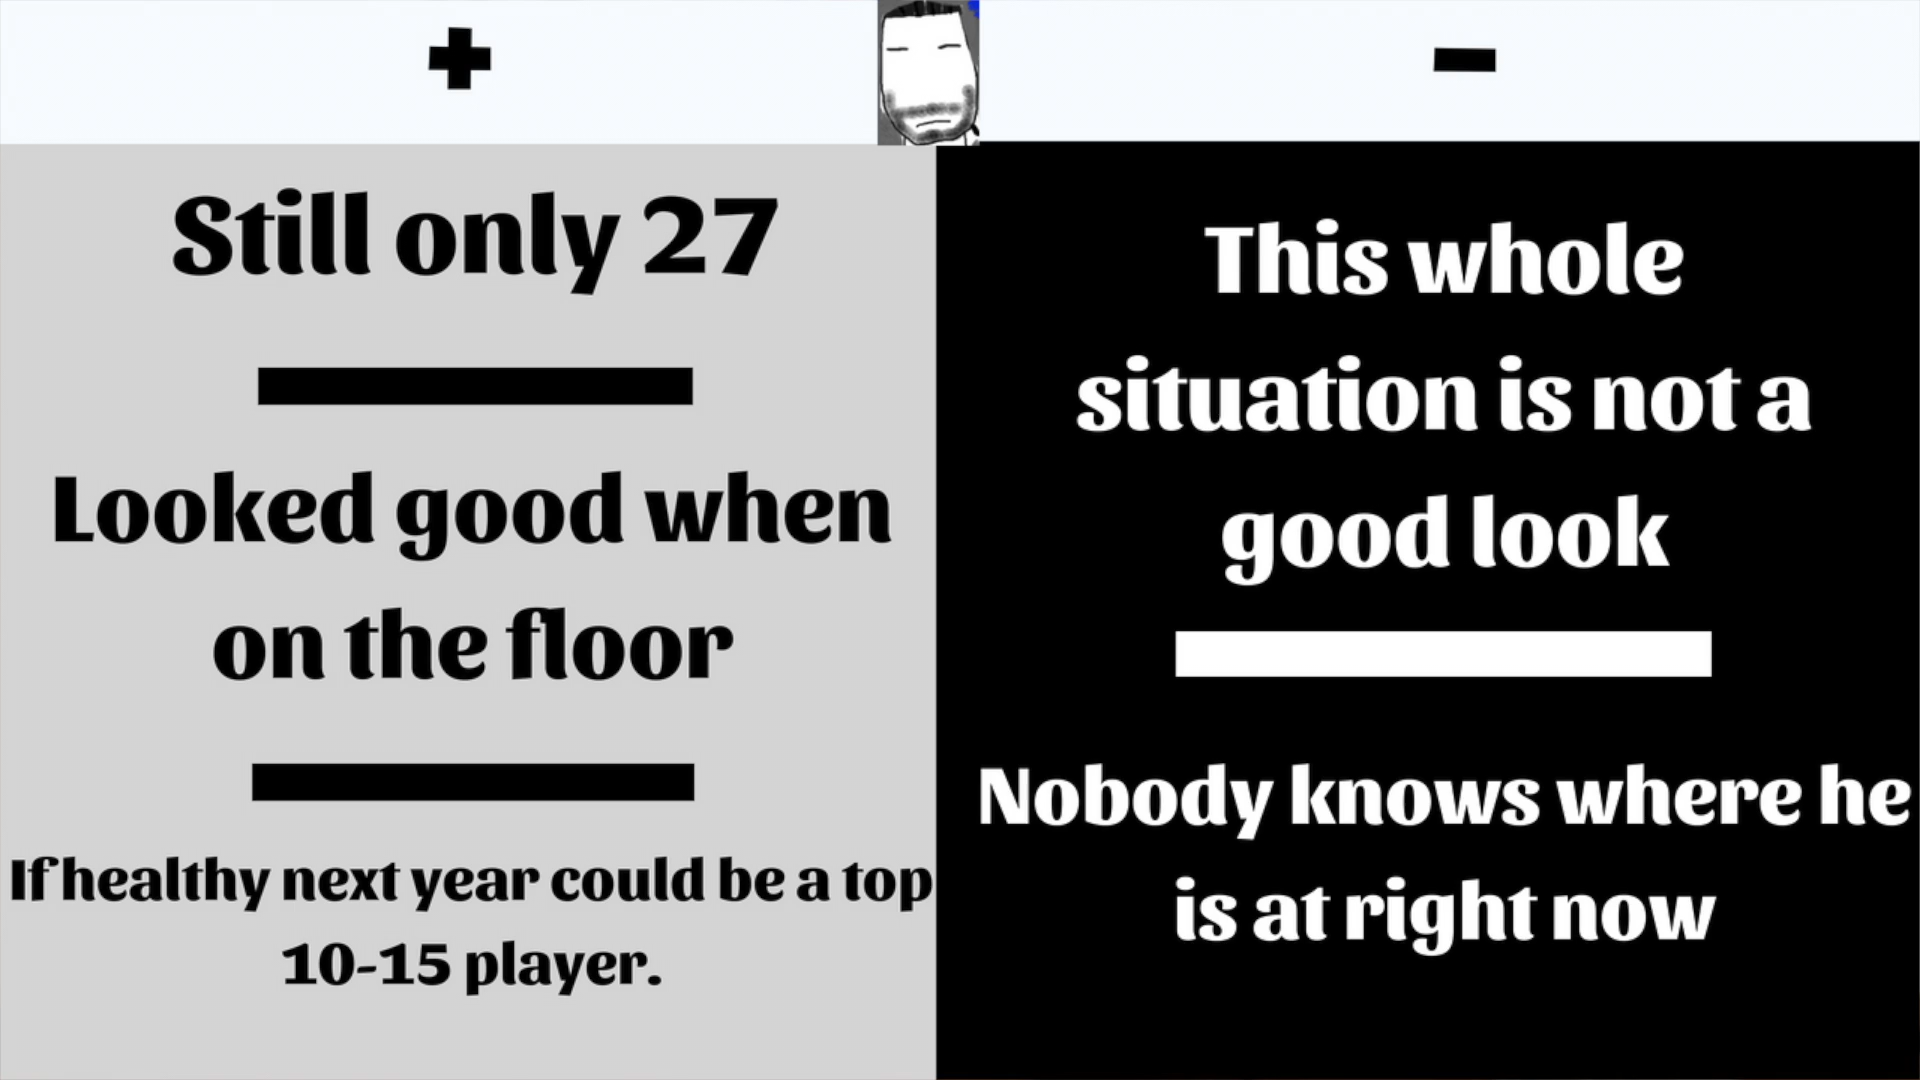 +
-
Still only 27
Looked good when
on the floor
If healthy next year could be a top
10-15 player.
This whole
situation is not a
good look
Nobody knows where he
is at right now